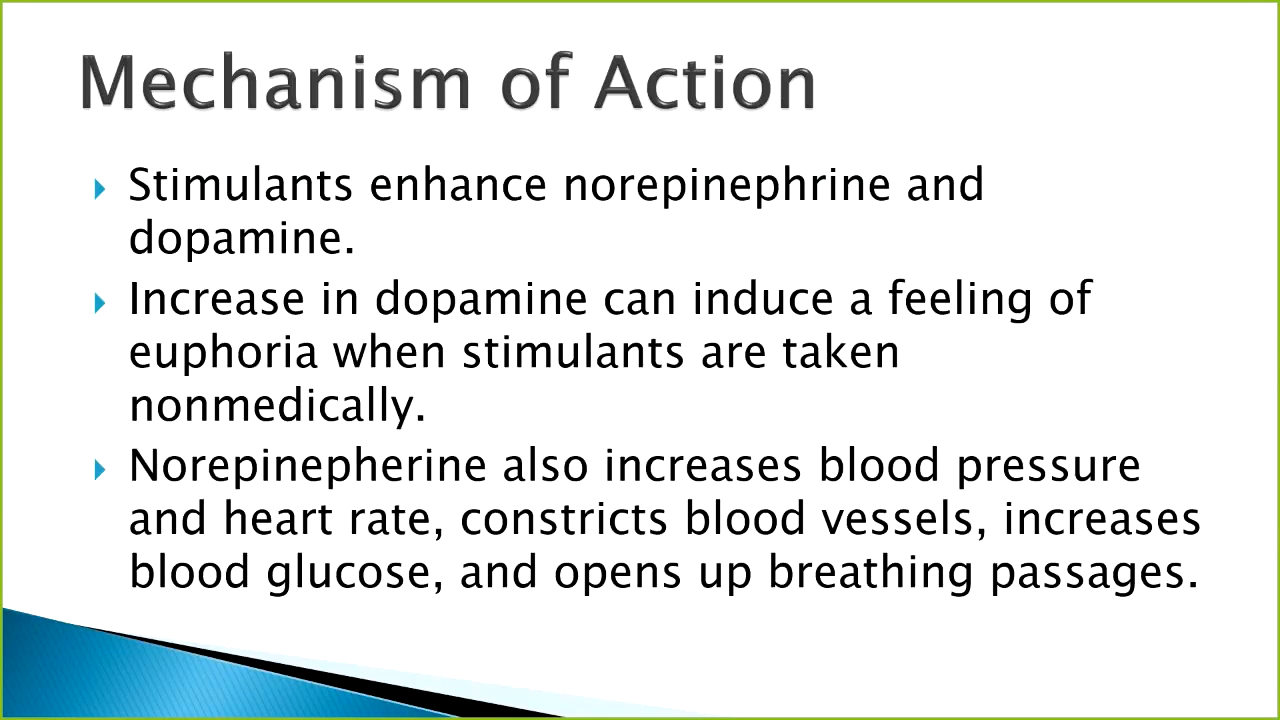 Mechanism of Action
Stimulants enhance norepinephrine and
dopamine.
Increase in dopamine can induce a feeling of
euphoria when stimulants are taken
nonmedically.
Norepinepherine also increases blood pressure
and heart rate, constricts blood vessels, increases
blood glucose, and opens up breathing passages.